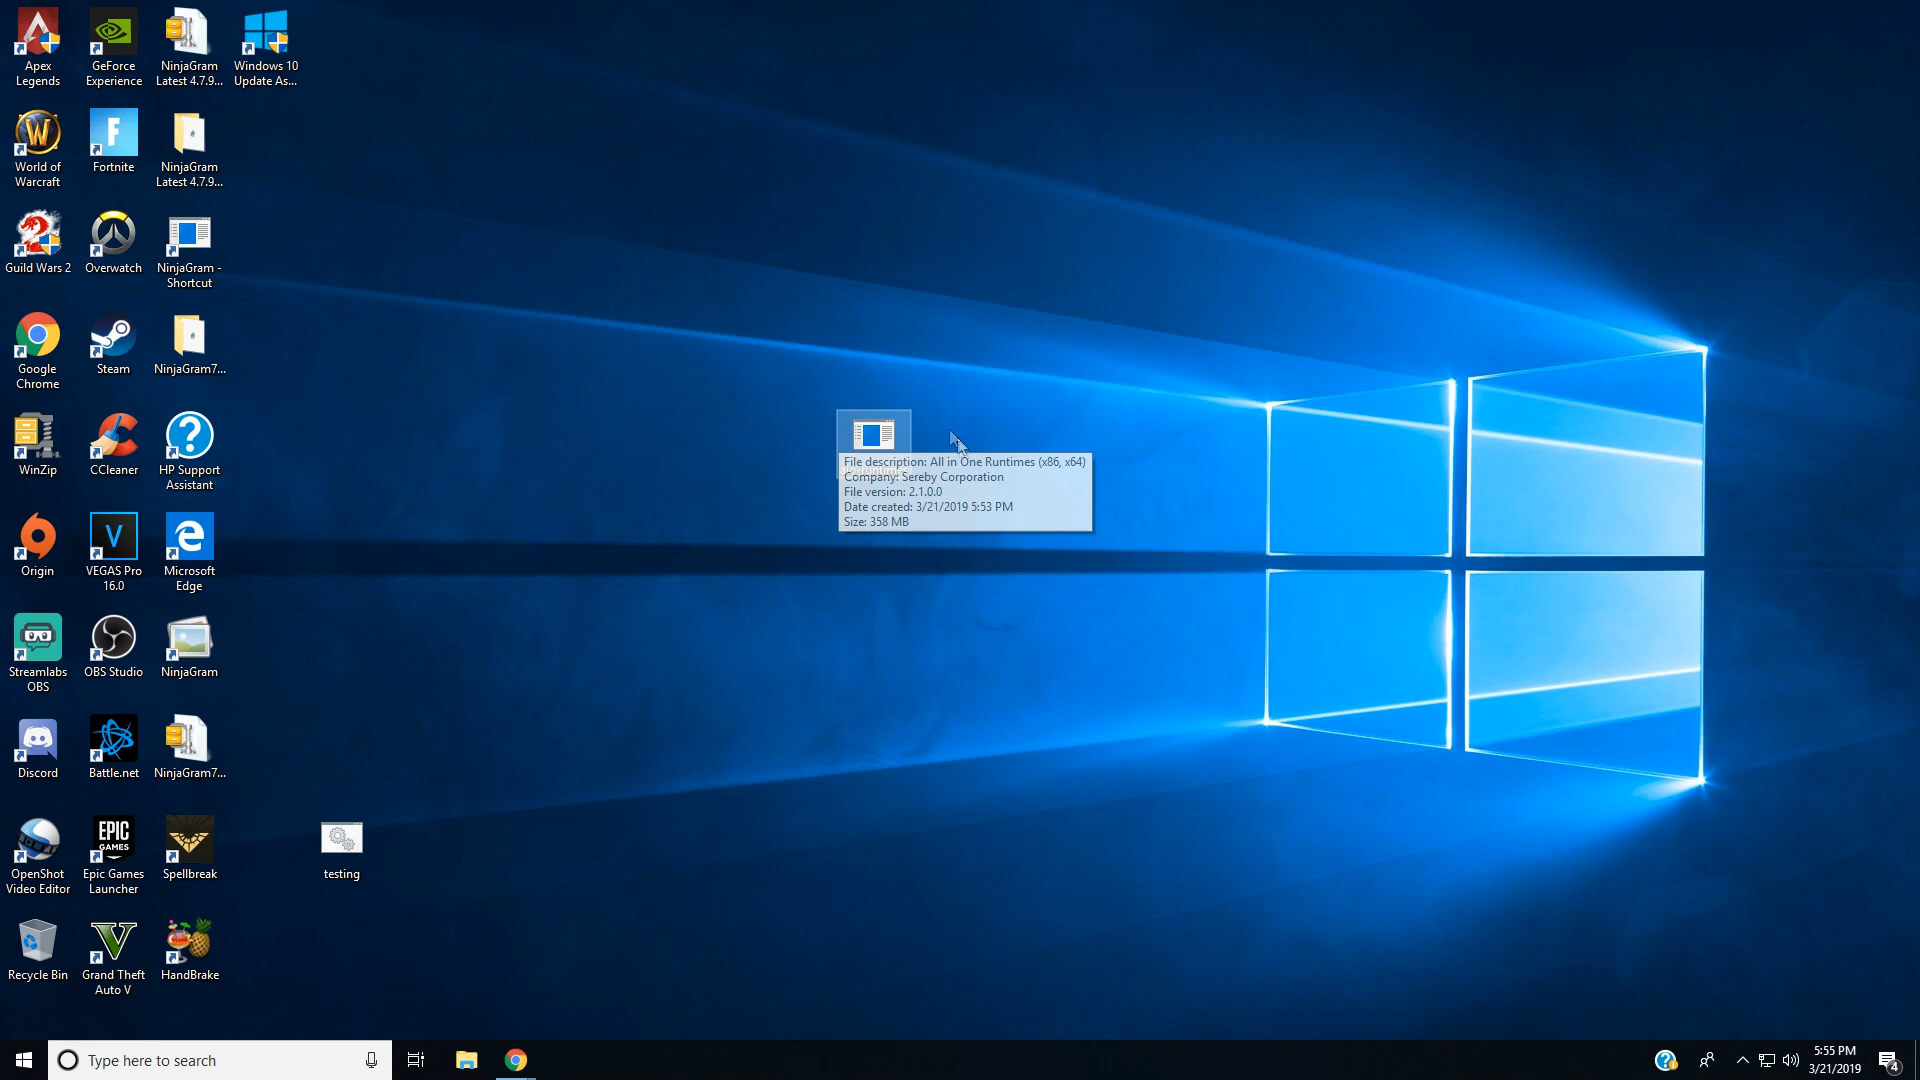 Apex
Legends
GeForce
Experience
NinjaGram
Latest 4.7.9...
Windows 10
Update As...
World of
Warcraft
Fortnite
NinjaGram
Latest 4.7.9...
Guild Wars 2
Overwatch
NinjaGram -
Shortcut
Google
Chrome
Steam
NinjaGram7...
WinZip
CCleaner
HP Support
Assistant
File description: All in One Runtimes (x86, x64)
Company: Sereby Corporation
File version: 2.1.0.0
Date created: 3/21/2019 5:53 PM
Size: 358 MB
Origin
VEGAS Pro
16.0
Microsoft
Edge
Streamlabs
OBS
OBS Studio
NinjaGram
Discord
Battle.net
NinjaGram7...
OpenShot
Video Editor
EPIC
GAMES
Epic Games
Launcher
Spellbreak
testing
Recycle Bin
Grand Theft
Auto V
HandBrake
Type here to search
5:55 PM
3/21/2019
4